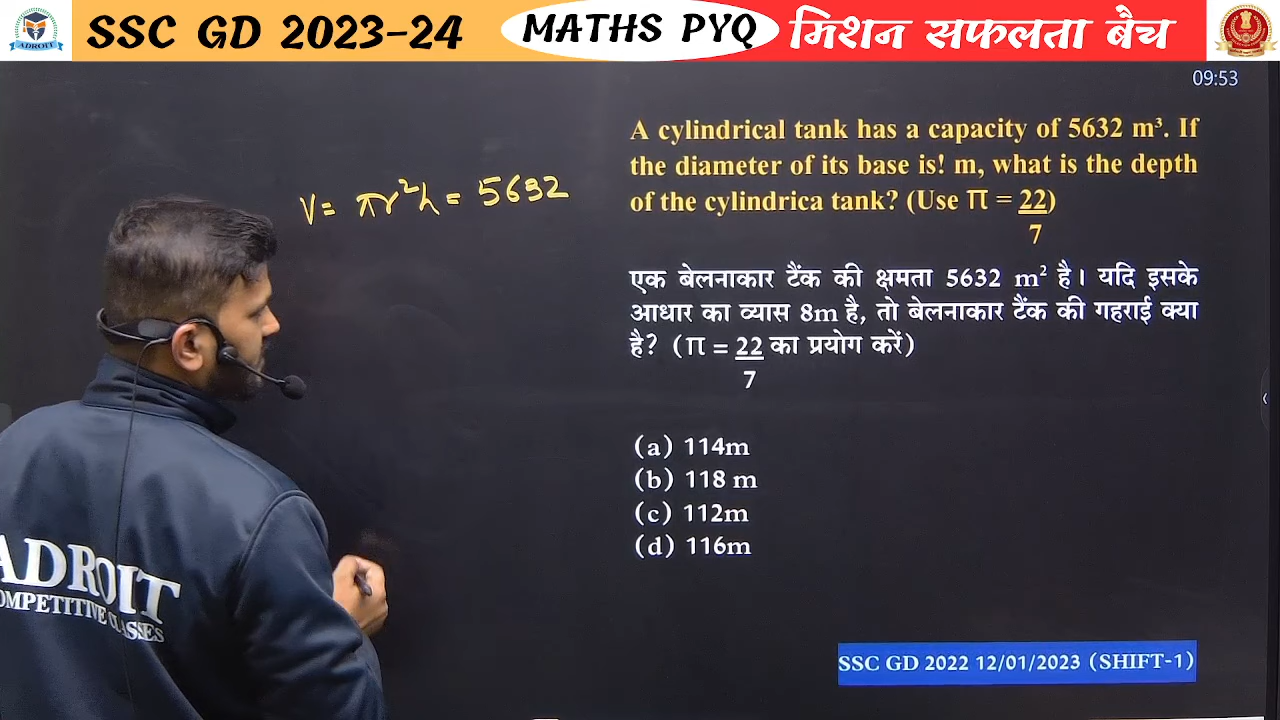 SSC GD 2023-24
MATHS PYQ
मिशन सफलता बैच
ADROIT
09:53
A cylindrical tank has a capacity of 5632 m³. If
the diameter of its base is! m, what is the depth
of the cylindrica tank? (Use π = 22
7
)
V= πr²h = 5632
एक बेलनाकार टैंक की क्षमता 5632 m² है। यदि इसके
आधार का व्यास 8m है, तो बेलनाकार टैंक की गहराई क्या
है? (π = 22 का प्रयोग करें)
7
(a) 114m
(b) 118 m
(c) 112m
(d) 116m
ADROIT
COMPETITIVE CLASSES
SSC GD 2022 12/01/2023 (SHIFT-1)